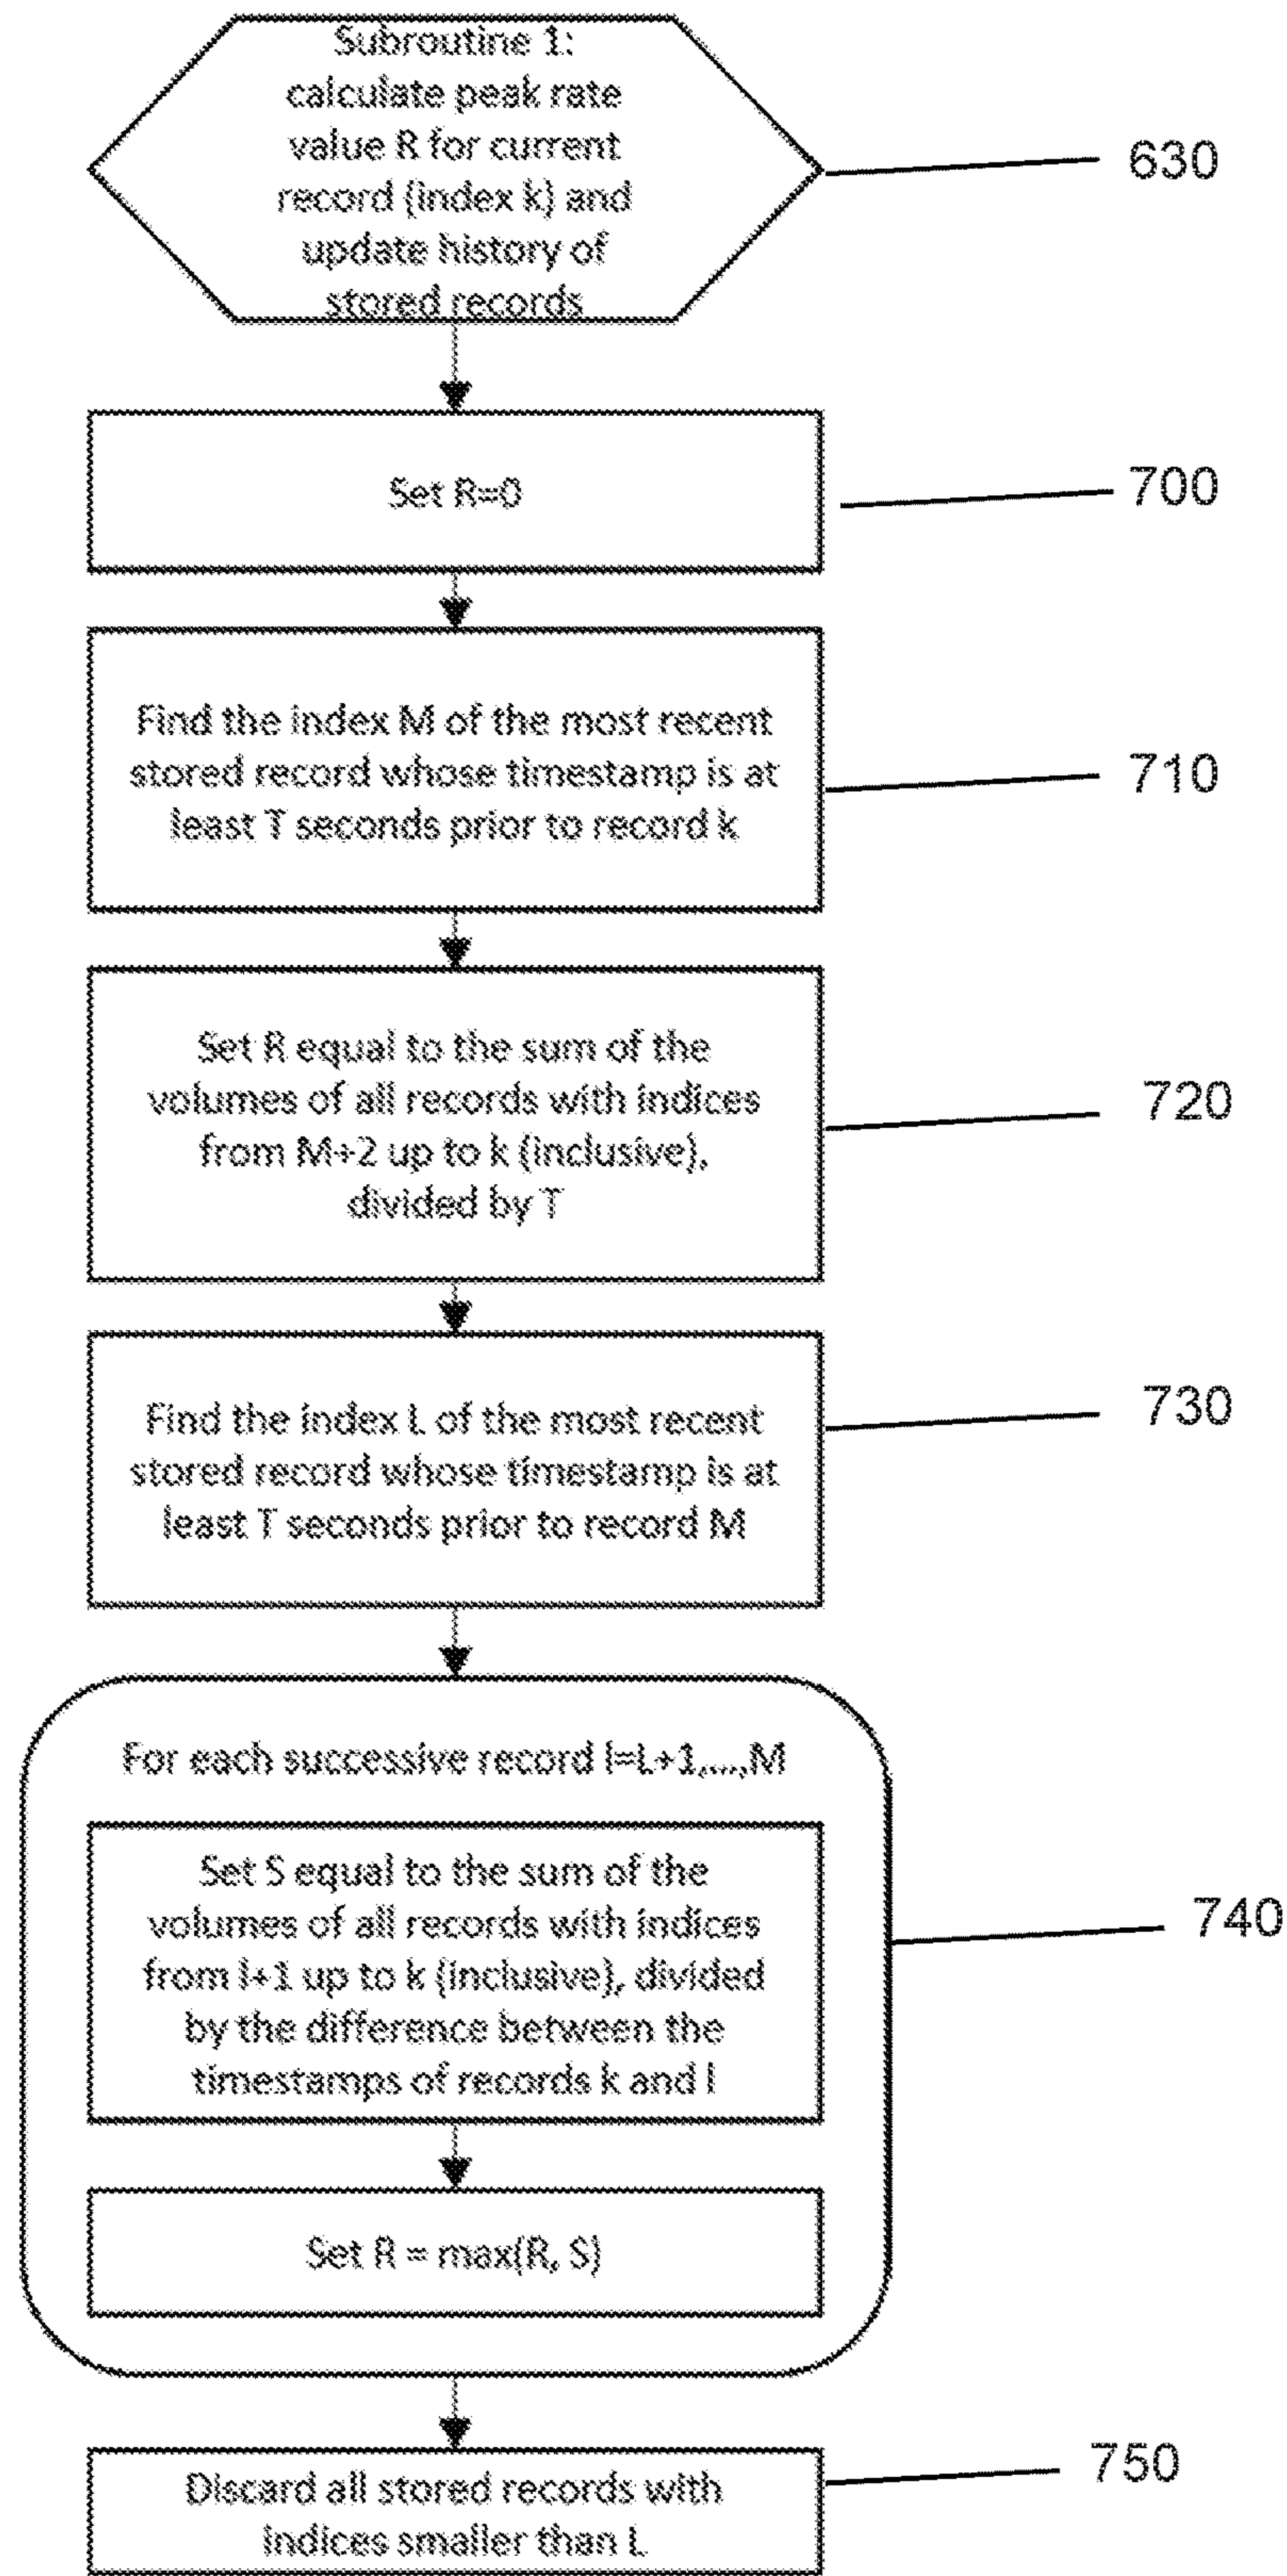 Subroutine 1:
calculate peak rate
value R for current
record (index k) and
update history of
stored records
630
Set R=0
700
Find the index M of the most recent
stored record whose timestamp is at
least T seconds prior to record k
710
Set R equal to the sum of the
volumes of all records with indices
from M+2 up to k (inclusive),
divided by T
720
Find the index L of the most recent
stored record whose timestamp is at
least T seconds prior to record M
730
For each successive record l=L+1,...,M
Set S equal to the sum of the
volumes of all records with indices
from l+1 up to k (inclusive), divided
by the difference between the
timestamps of records k and l
Set R = max(R, S)
740
Discard all stored records with
indices smaller than L
750